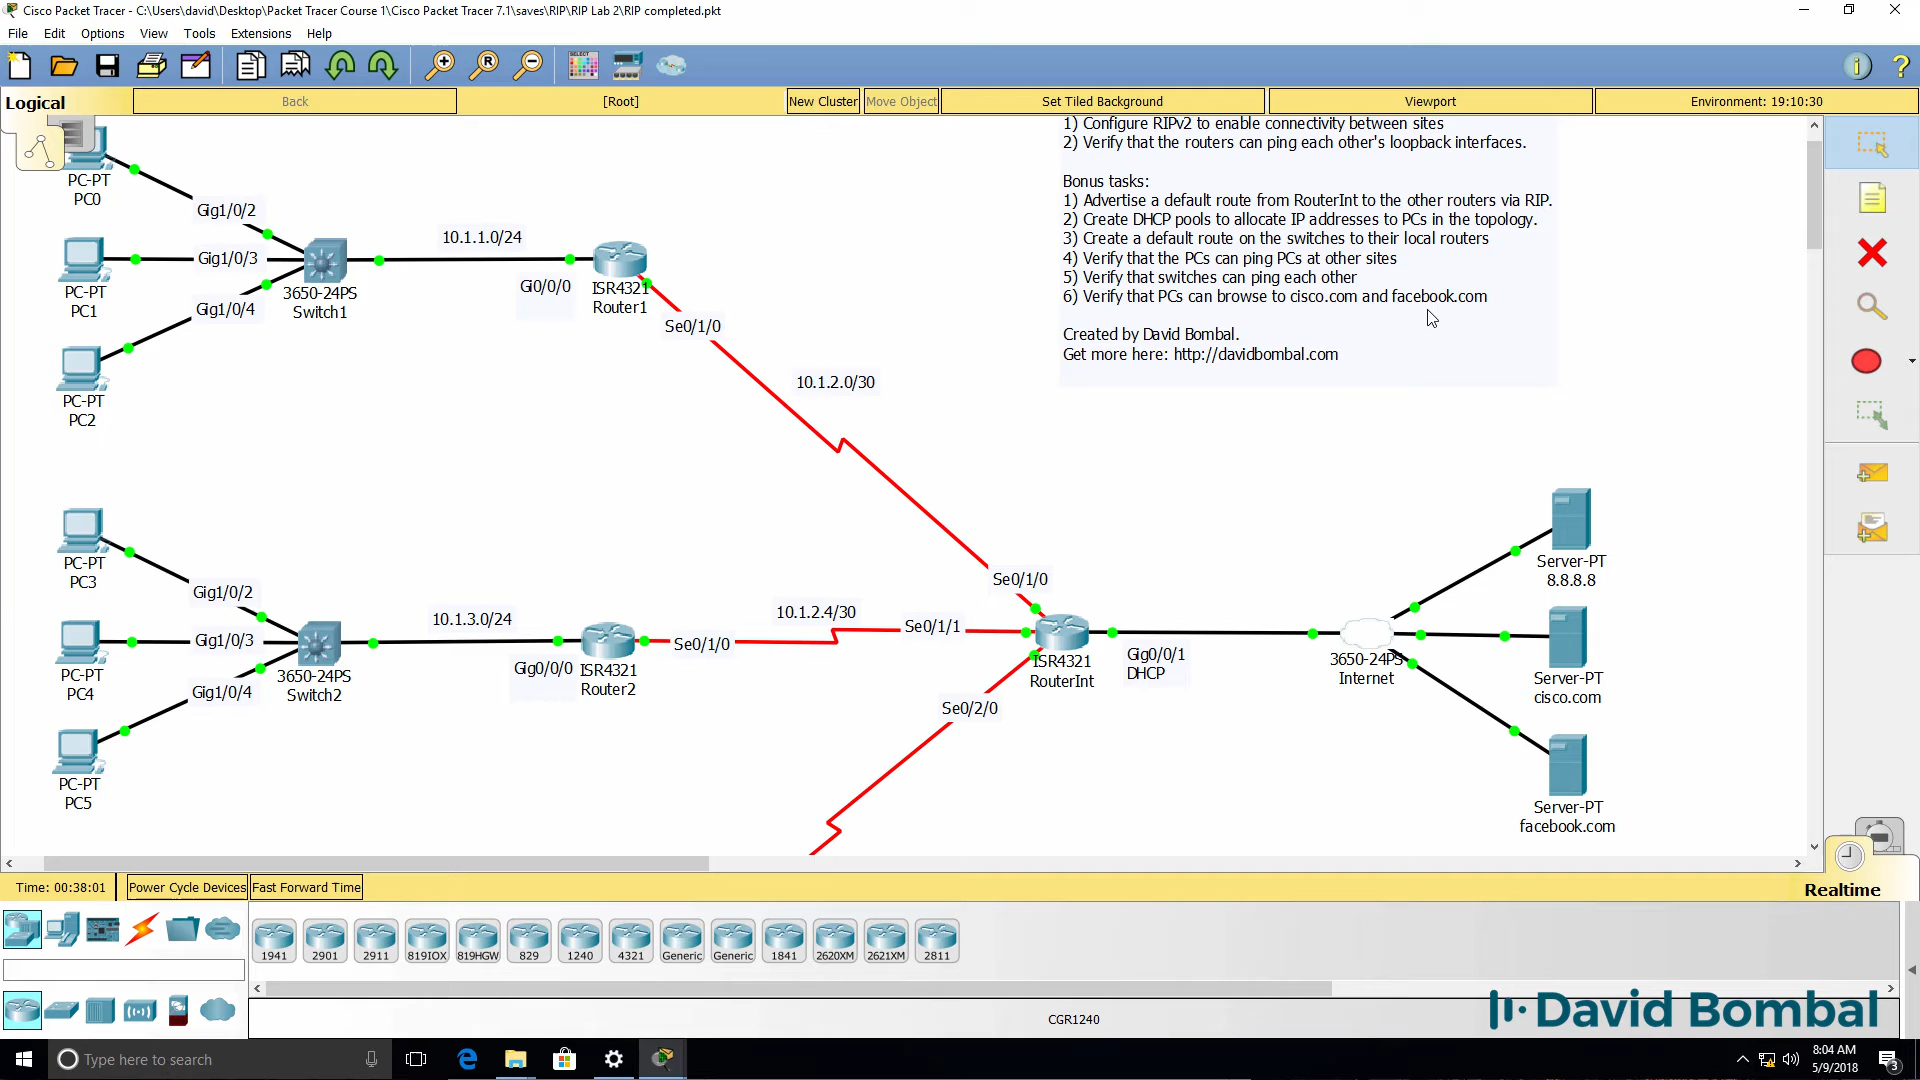 Cisco Packet Tracer - C:\Users\david\Desktop\Packet Tracer Course 1\Cisco Packet Tracer 7.1\saves\RIP\RIP Lab 2\RIP completed.pkt
File Edit Options View Tools Extensions Help
Logical Back [Root] New Cluster Move Object Set Tiled Background Viewport Environment: 19:10:30
1) Configure RIPv2 to enable connectivity between sites
2) Verify that the routers can ping each other's loopback interfaces.
Bonus tasks:
1) Advertise a default route from RouterInt to the other routers via RIP.
2) Create DHCP pools to allocate IP addresses to PCs in the topology.
3) Create a default route on the switches to their local routers
4) Verify that the PCs can ping PCs at other sites
5) Verify that switches can ping each other
6) Verify that PCs can browse to cisco.com and facebook.com
Created by David Bombal.
Get more here: http://davidbombal.com
PC-PT
PC0
Gig1/0/2
PC-PT
PC1
Gig1/0/3
PC-PT
PC2
Gig1/0/4
3650-24PS
Switch1
10.1.1.0/24
Gi0/0/0
ISR4321
Router1
Se0/1/0
10.1.2.0/30
Se0/1/0
PC-PT
PC3
Gig1/0/2
PC-PT
PC4
Gig1/0/3
PC-PT
PC5
Gig1/0/4
3650-24PS
Switch2
10.1.3.0/24
Gig0/0/0
ISR4321
Router2
Se0/1/0
10.1.2.4/30
Se0/1/1
ISR4321
RouterInt
Se0/2/0
Gig0/0/1
DHCP
3650-24PS
Internet
Server-PT
8.8.8.8
Server-PT
cisco.com
Server-PT
facebook.com
Time: 00:38:01 Power Cycle Devices Fast Forward Time Realtime
1941 2901 2911 819IOX 819HGW 829 1240 4321 Generic Generic 1841 2620XM 2621XM 2811
CGR1240
David Bombal
Type here to search
8:04 AM
5/9/2018
3